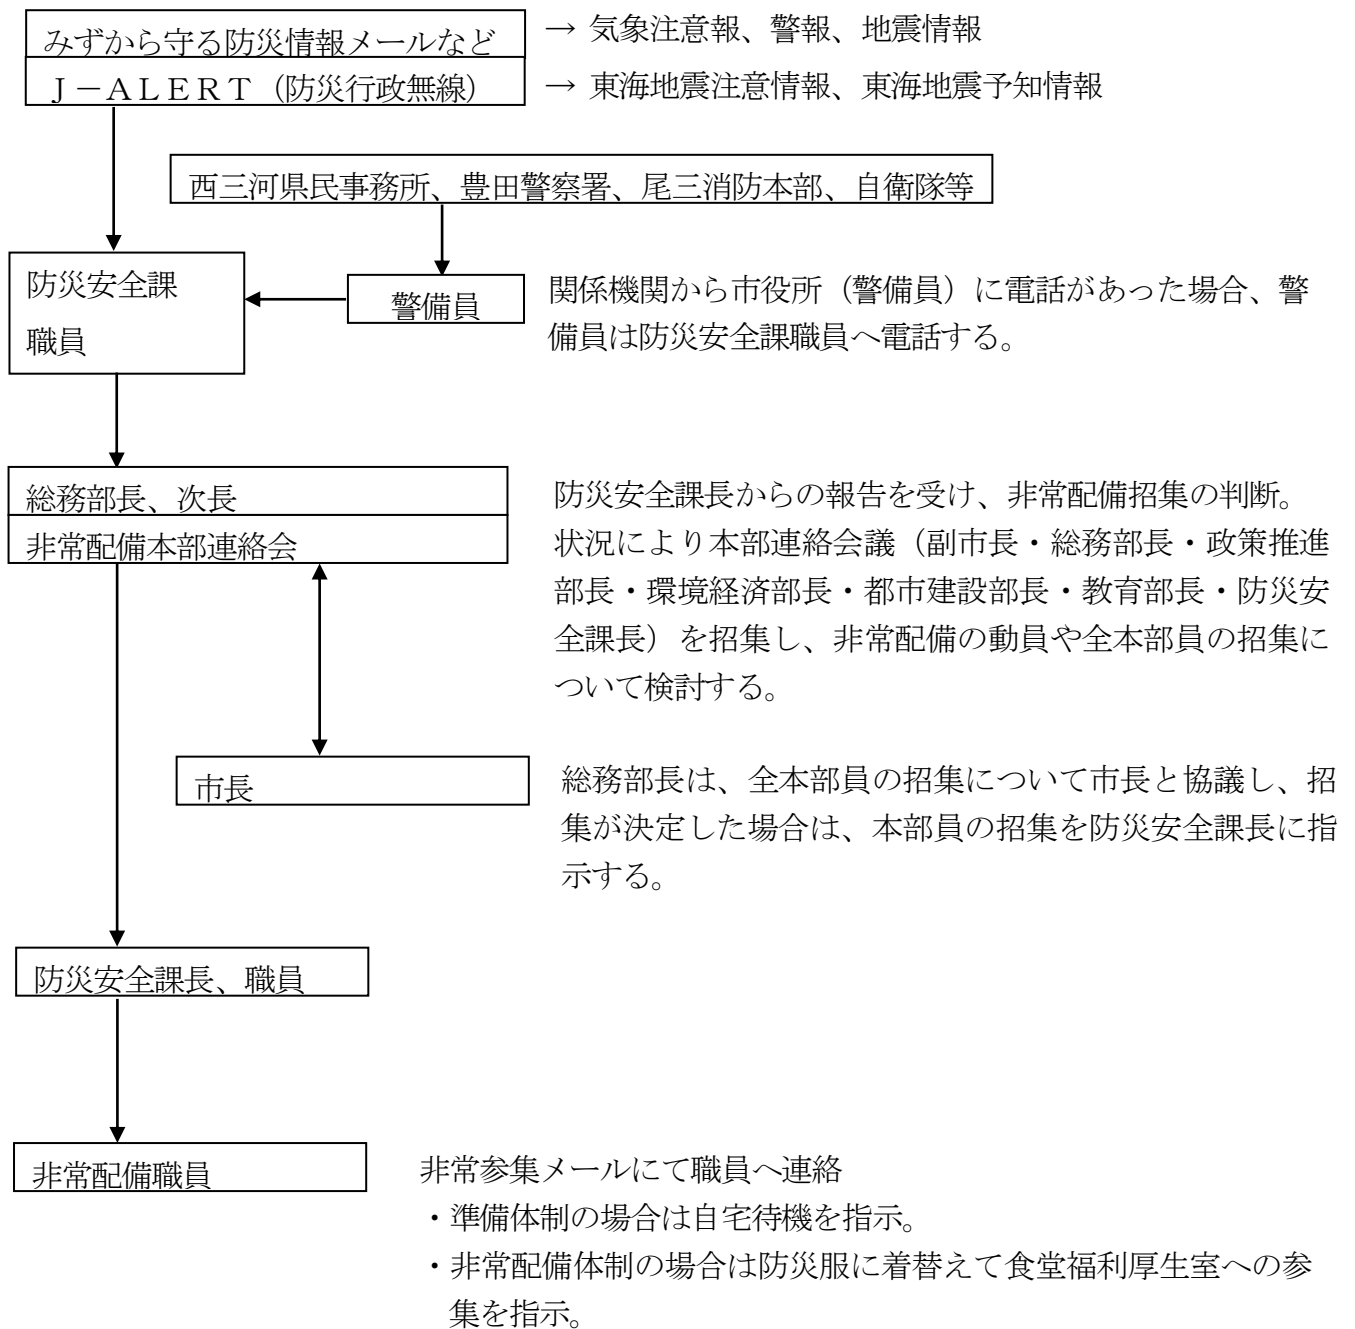 みずから守る防災情報メールなど
→ 気象注意報、警報、地震情報
Ｊ－ＡＬＥＲＴ（防災行政無線）
→ 東海地震注意情報、東海地震予知情報
西三河県民事務所、豊田警察署、尾三消防本部、自衛隊等
防災安全課
職員
警備員
関係機関から市役所（警備員）に電話があった場合、警
備員は防災安全課職員へ電話する。
総務部長、次長
非常配備本部連絡会
防災安全課長からの報告を受け、非常配備招集の判断。
状況により本部連絡会議（副市長・総務部長・政策推進
部長・環境経済部長・都市建設部長・教育部長・防災安
全課長）を招集し、非常配備の動員や全本部員の招集に
ついて検討する。
市長
総務部長は、全本部員の招集について市長と協議し、招
集が決定した場合は、本部員の招集を防災安全課長に指
示する。
防災安全課長、職員
非常配備職員
非常参集メールにて職員へ連絡
・準備体制の場合は自宅待機を指示。
・非常配備体制の場合は防災服に着替えて食堂福利厚生室への参
集を指示。